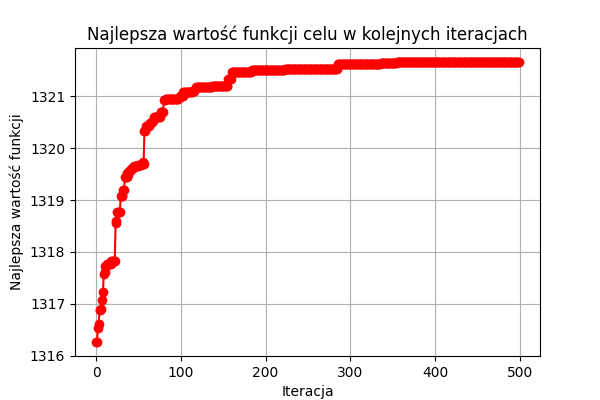 Najlepsza wartość funkcji celu w kolejnych iteracjach
Najlepsza wartość funkcji
1321
1320
1319
1318
1317
1316
0 100 200 300 400 500
Iteracja